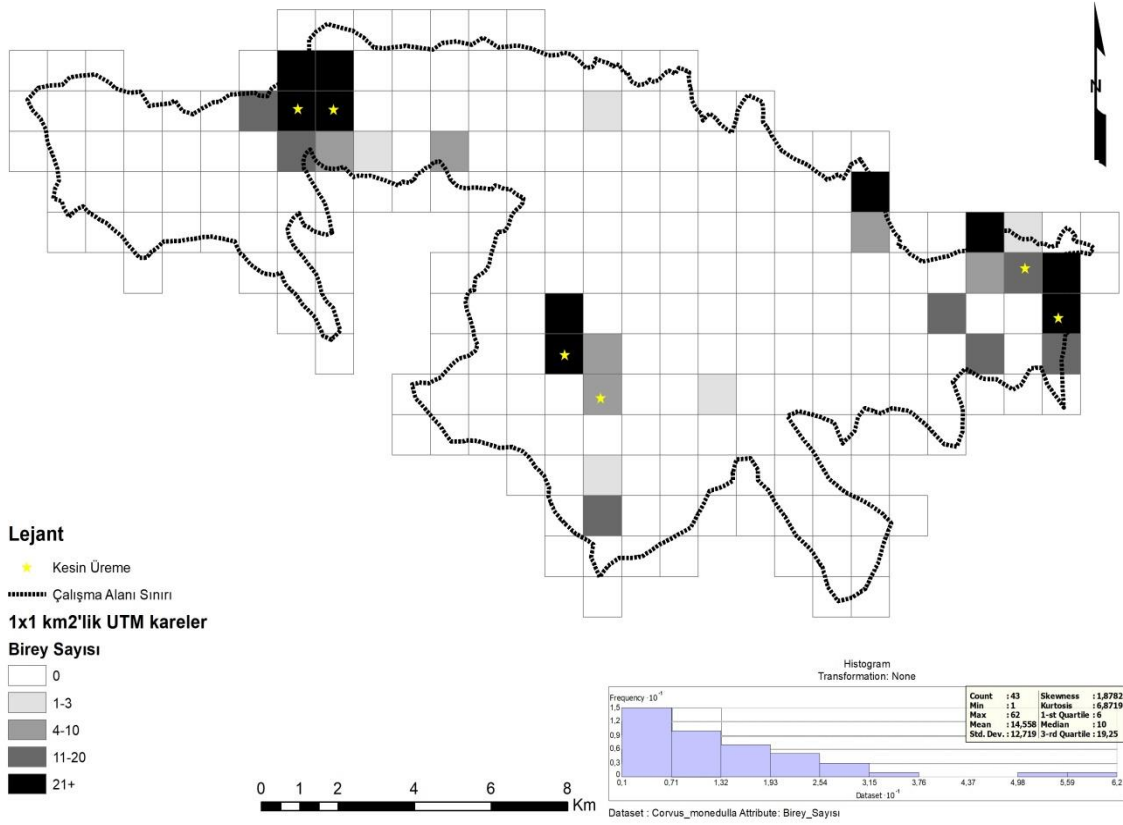 N
Lejant
Kesin Üreme
Çalışma Alanı Sınırı
1x1 km2'lik UTM kareler
Birey Sayısı
0
1-3
4-10
11-20
21+
0 2 4 6 8 Km
Histogram
Transformation: None
Frequency · 10⁻¹
1,5
1,2
0,9
0,6
0,3
0
0,1 0,71 1,32 1,93 2,54 3,15 3,76 4,37 4,98 5,59 6,2
Dataset · 10⁻¹
Count : 43 Skewness : 1,8782
Min : 1 Kurtosis : 6,8719
Max : 62 1-st Quartile : 6
Mean : 14,558 Median : 10
Std. Dev. : 12,719 3-rd Quartile : 19,25
Dataset : Corvus_monedulla Attribute: Birey_Sayısı